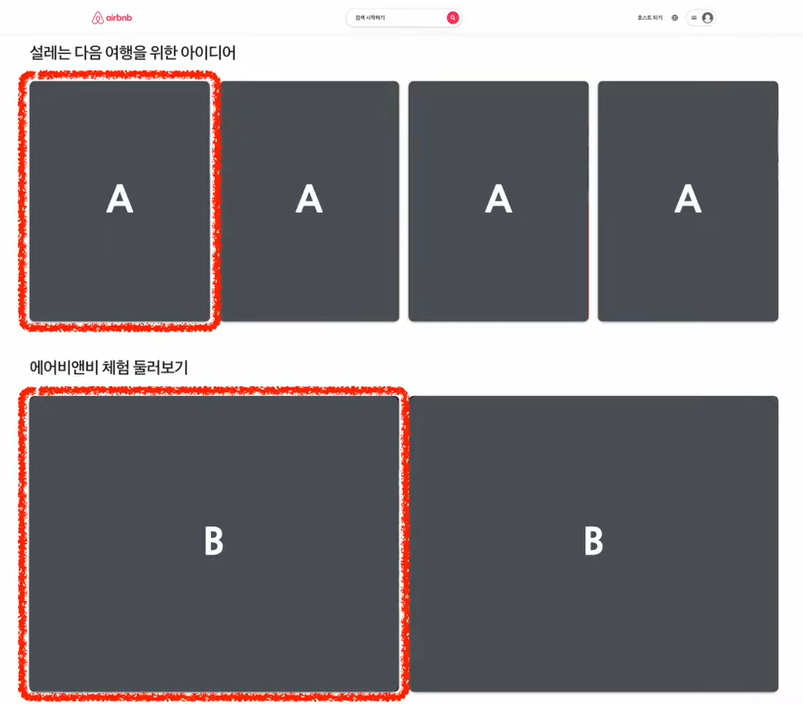 airbnb
검색 시작하기
호스트 되기
설레는 다음 여행을 위한 아이디어
A A A A
에어비앤비 체험 둘러보기
B B